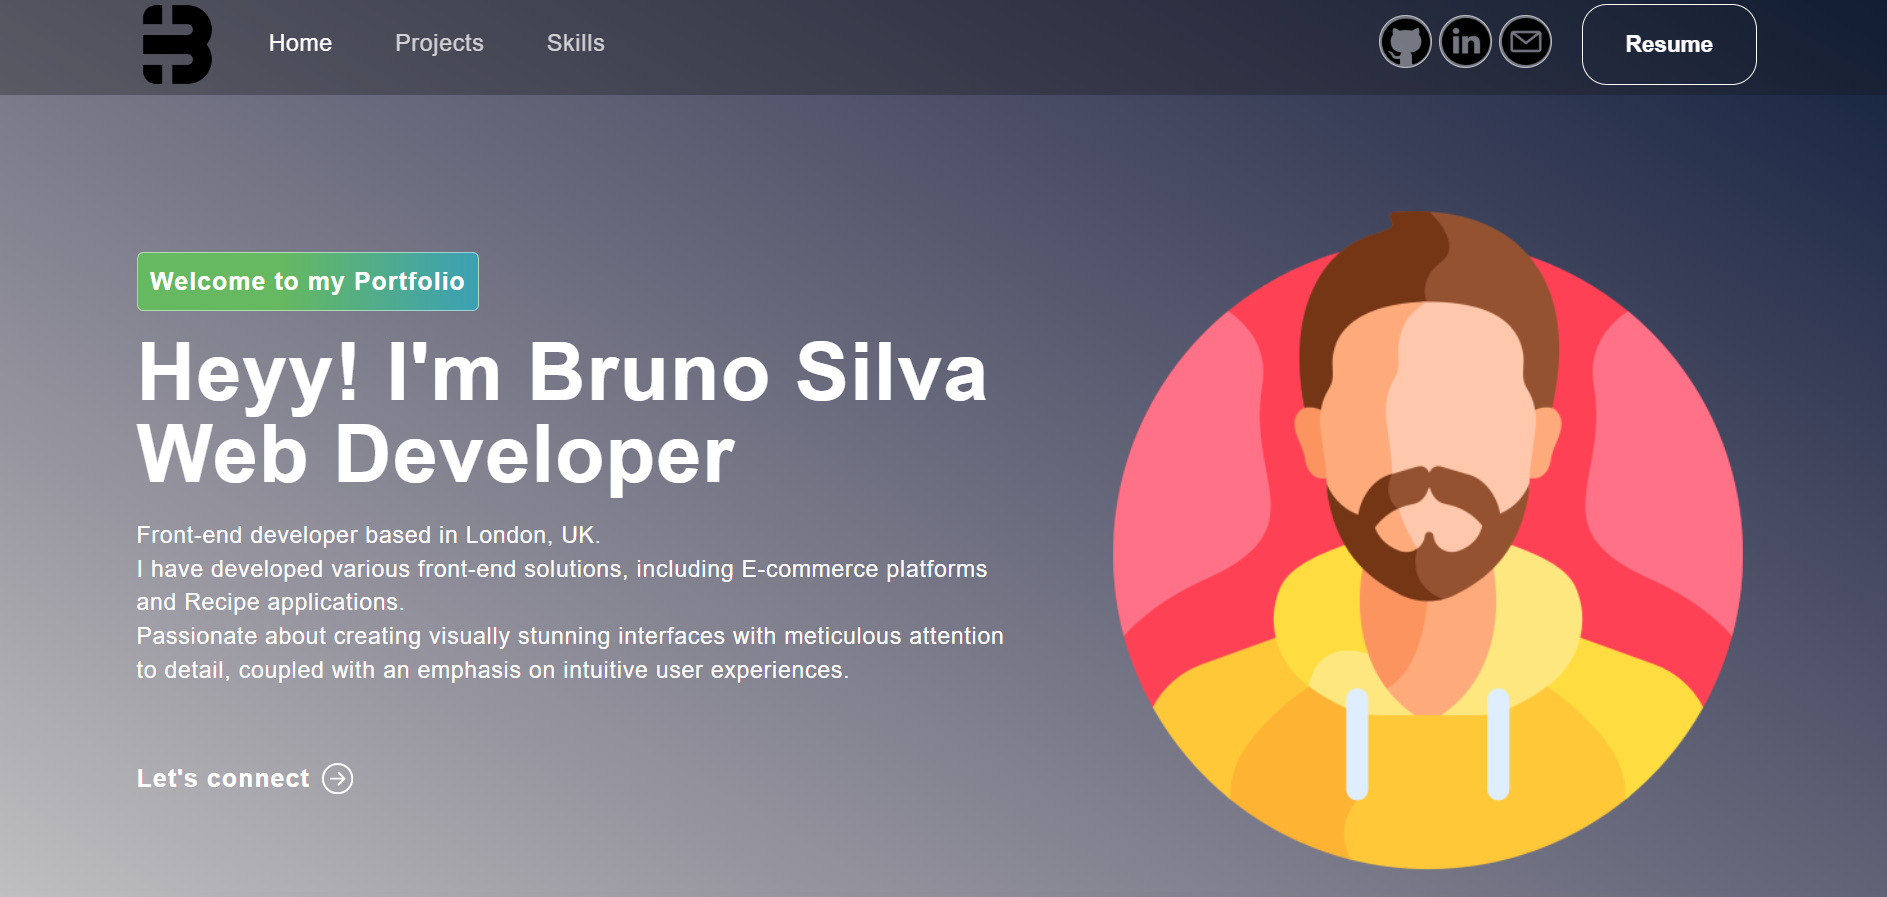 B
Home Projects Skills
in
Resume
Welcome to my Portfolio
Heyy! I'm Bruno Silva
Web Developer
Front-end developer based in London, UK.
I have developed various front-end solutions, including E-commerce platforms
and Recipe applications.
Passionate about creating visually stunning interfaces with meticulous attention
to detail, coupled with an emphasis on intuitive user experiences.
Let's connect